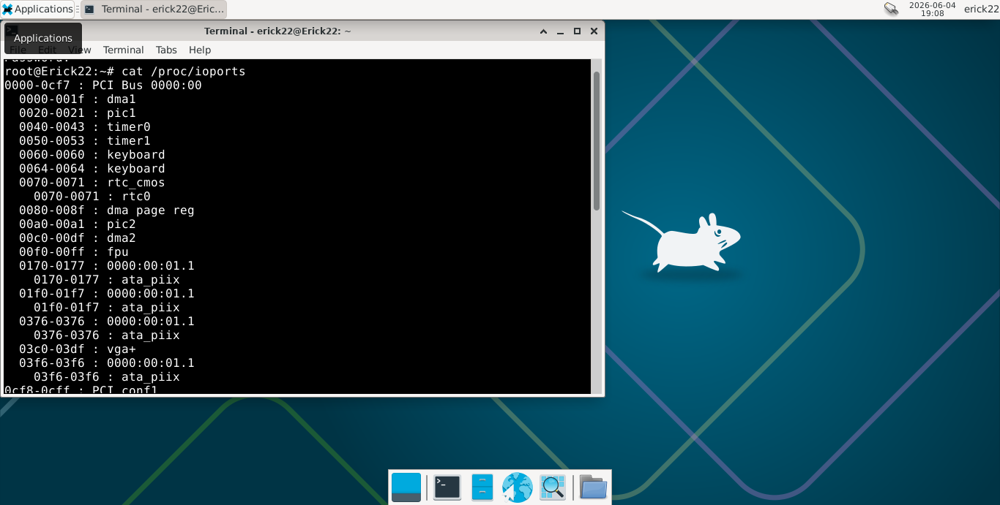 Applications
Terminal - erick22@Eric...
2026-06-04
19:08
erick22
Terminal - erick22@Erick22: ~
Applications
File Edit View Terminal Tabs Help
Password:
root@Erick22:~# cat /proc/ioports
0000-0cf7 : PCI Bus 0000:00
0000-001f : dma1
0020-0021 : pic1
0040-0043 : timer0
0050-0053 : timer1
0060-0060 : keyboard
0064-0064 : keyboard
0070-0071 : rtc_cmos
0070-0071 : rtc0
0080-008f : dma page reg
00a0-00a1 : pic2
00c0-00df : dma2
00f0-00ff : fpu
0170-0177 : 0000:00:01.1
0170-0177 : ata_piix
01f0-01f7 : 0000:00:01.1
01f0-01f7 : ata_piix
0376-0376 : 0000:00:01.1
0376-0376 : ata_piix
03c0-03df : vga+
03f6-03f6 : 0000:00:01.1
03f6-03f6 : ata_piix
0cf8-0cff : PCI conf1